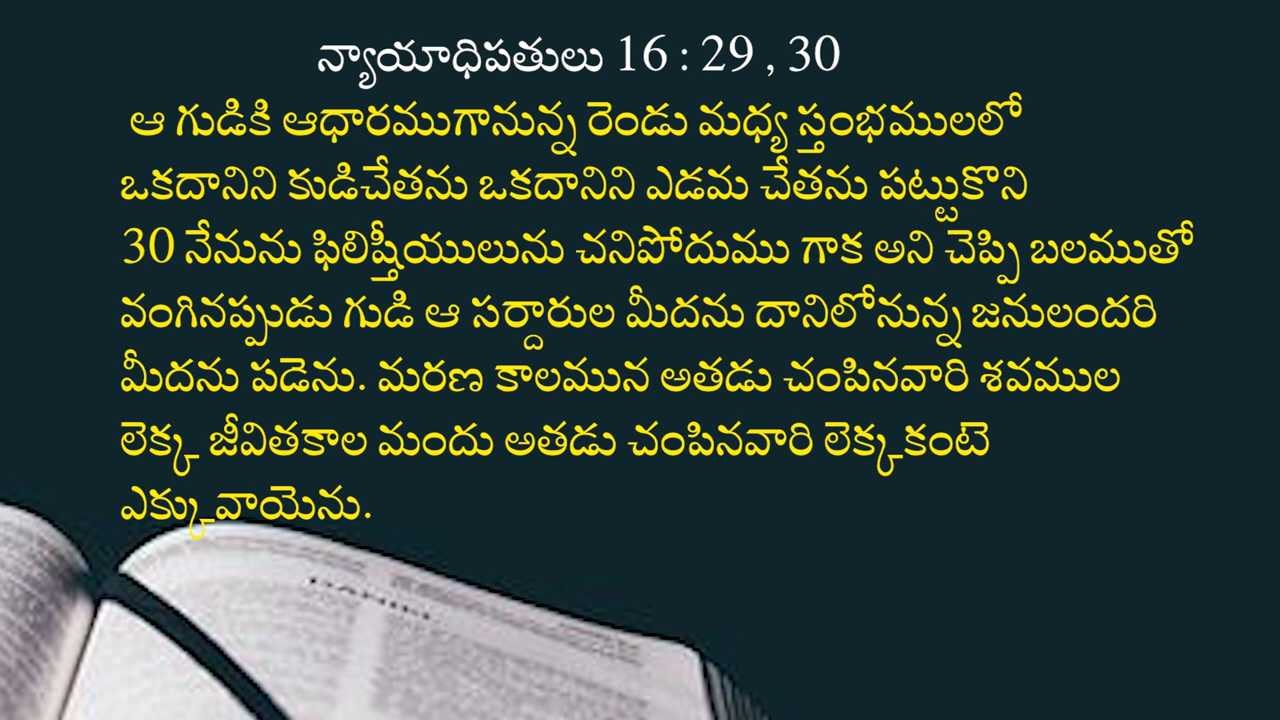 న్యాయాధిపతులు 16 : 29 , 30
ఆ గుడికి ఆధారముగానున్న రెండు మధ్య స్తంభములలో
ఒకదానిని కుడిచేతను ఒకదానిని ఎడమ చేతను పట్టుకొని
30 నేనును ఫిలిష్తీయులును చనిపోదుము గాక అని చెప్పి బలముతో
వంగినప్పుడు గుడి ఆ సర్దారుల మీదను దానిలోనున్న జనులందరి
మీదను పడెను. మరణ కాలమున అతడు చంపినవారి శవముల
లెక్క జీవితకాల మందు అతడు చంపినవారి లెక్కకంటె
ఎక్కువాయెను.